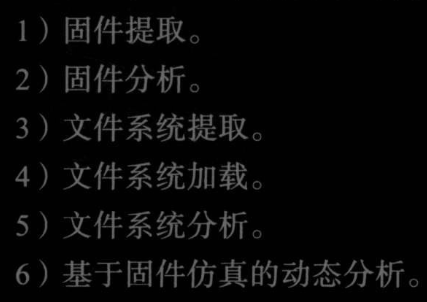 1）固件提取。
2）固件分析。
3）文件系统提取。
4）文件系统加载。
5）文件系统分析。
6）基于固件仿真的动态分析。